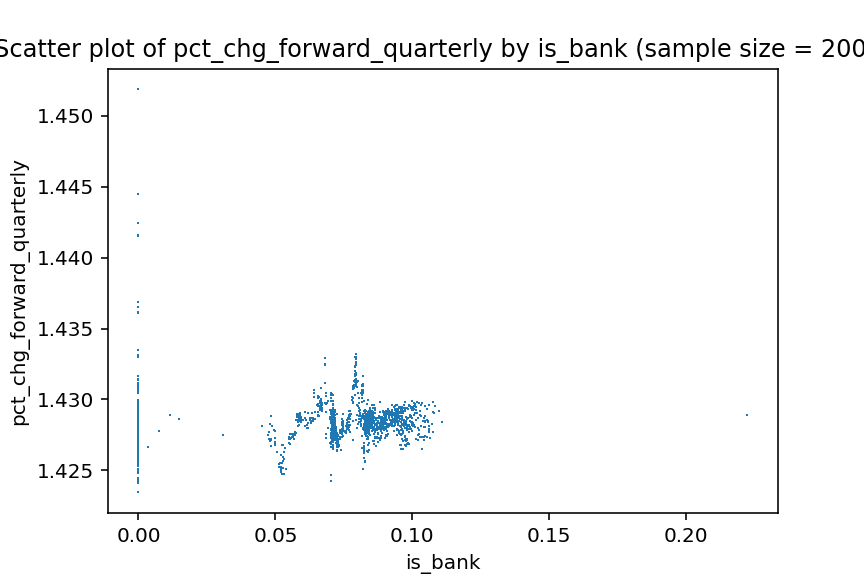 Scatter plot of pct_chg_forward_quarterly by is_bank (sample size = 200
1.450
1.445
1.440
1.435
1.430
1.425
pct_chg_forward_quarterly
0.00 0.05 0.10 0.15 0.20
is_bank